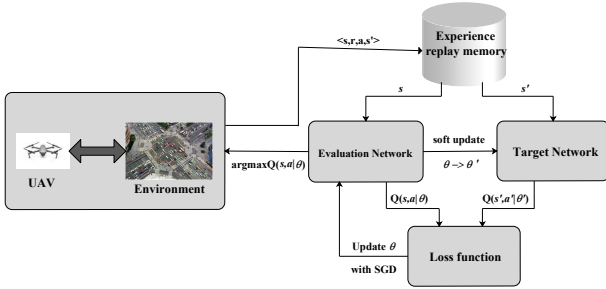 Experience
replay memory
<s,r,a,s'>
s
s'
UAV
Environment
argmaxQ(s,a|θ)
Evaluation Network
soft update
θ –> θ '
Target Network
Q(s,a|θ)
Q(s',a'|θ')
Update θ
with SGD
Loss function